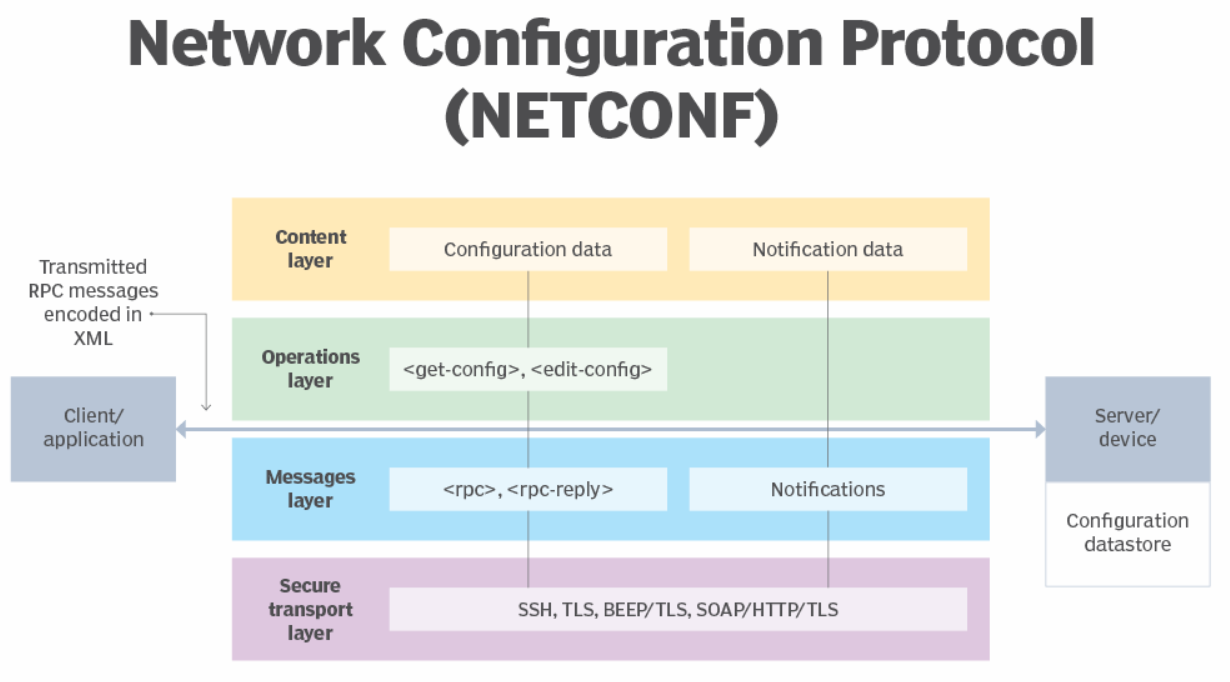 Network Configuration Protocol
(NETCONF)
Content
layer
Configuration data
Notification data
Transmitted
RPC messages
encoded in
XML
Operations
layer
<get-config>, <edit-config>
Client/
application
Server/
device
Messages
layer
<rpc>, <rpc-reply>
Notifications
Configuration
datastore
Secure
transport
layer
SSH, TLS, BEEP/TLS, SOAP/HTTP/TLS